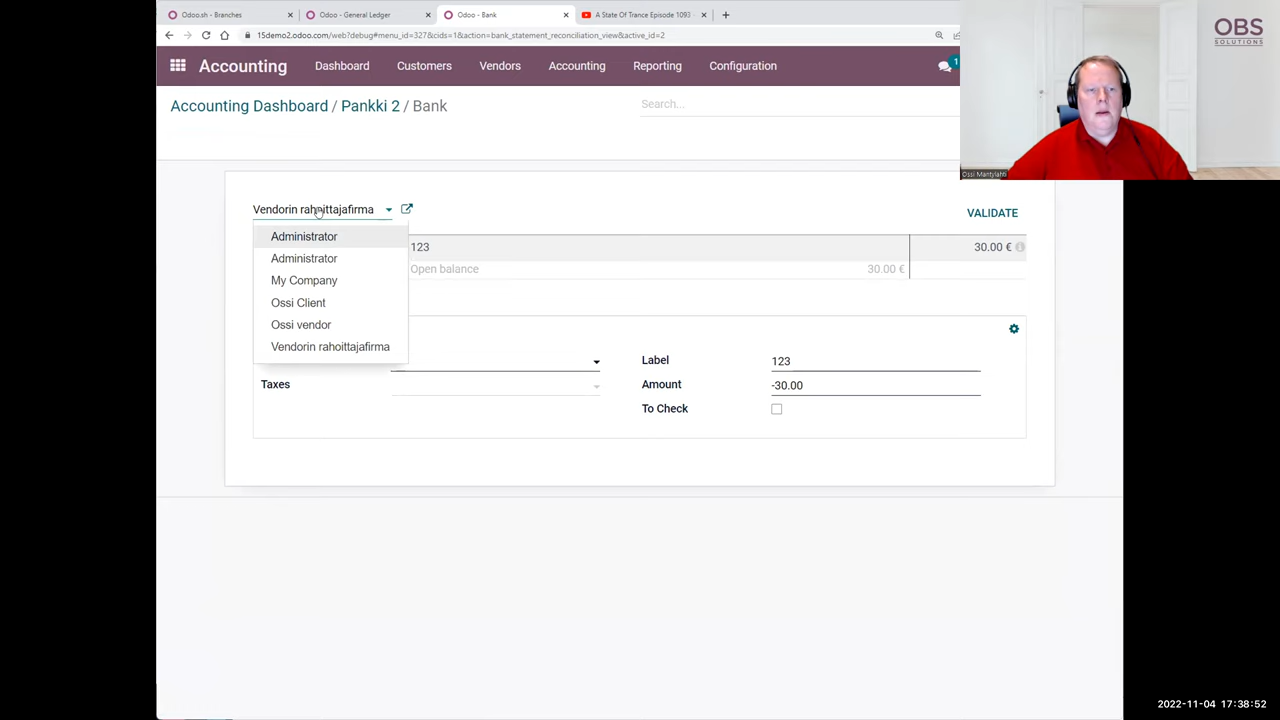 Odoo.sh - Branches
Odoo - General Ledger
Odoo - Bank
A State Of Trance Episode 1093
15demo2.odoo.com/web?debug#menu_id=327&cids=1&action=bank_statement_reconciliation_view&active_id=2
Accounting
Dashboard
Customers
Vendors
Accounting
Reporting
Configuration
1
OBS
SOLUTIONS
Accounting Dashboard / Pankki 2 / Bank
Search...
Ossi Mantylahti
Vendorin rahoittajafirma
VALIDATE
Administrator
123
30.00 €
Administrator
Open balance
30.00 €
My Company
Ossi Client
Ossi vendor
Vendorin rahoittajafirma
Label
123
Taxes
Amount
-30.00
To Check
2022-11-04 17:38:52